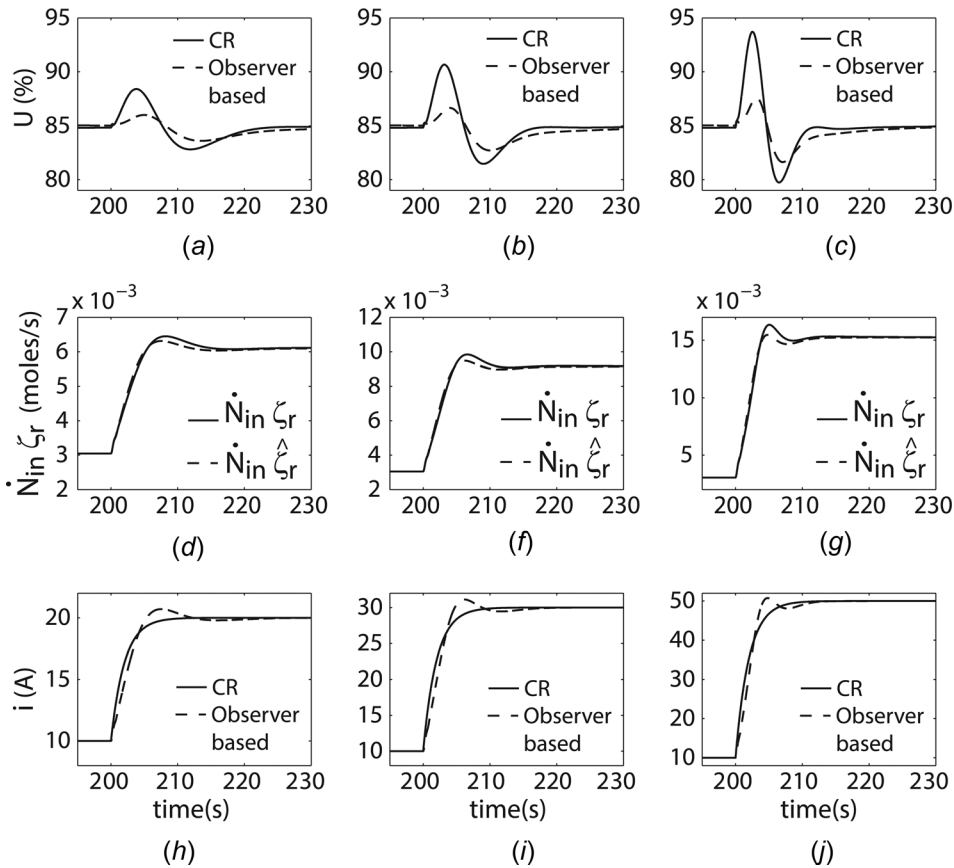 95
90
85
80
U (%)
CR
Observer
based
200 210 220 230
(a)
95
90
85
80
CR
Observer
based
200 210 220 230
(b)
95
90
85
80
CR
Observer
based
200 210 220 230
(c)
x 10⁻³
7
6
5
4
3
2
Ṅin ζr (moles/s)
Ṅin ζr
Ṅin ζ̂r
200 210 220 230
(d)
x 10⁻³
12
10
8
6
4
2
Ṅin ζr
Ṅin ζ̂r
200 210 220 230
(f)
x 10⁻³
15
10
5
Ṅin ζr
Ṅin ζ̂r
200 210 220 230
(g)
20
15
10
i (A)
CR
Observer
based
200 210 220 230
time(s)
(h)
30
25
20
15
10
CR
Observer
based
200 210 220 230
time(s)
(i)
50
40
30
20
10
CR
Observer
based
200 210 220 230
time(s)
(j)